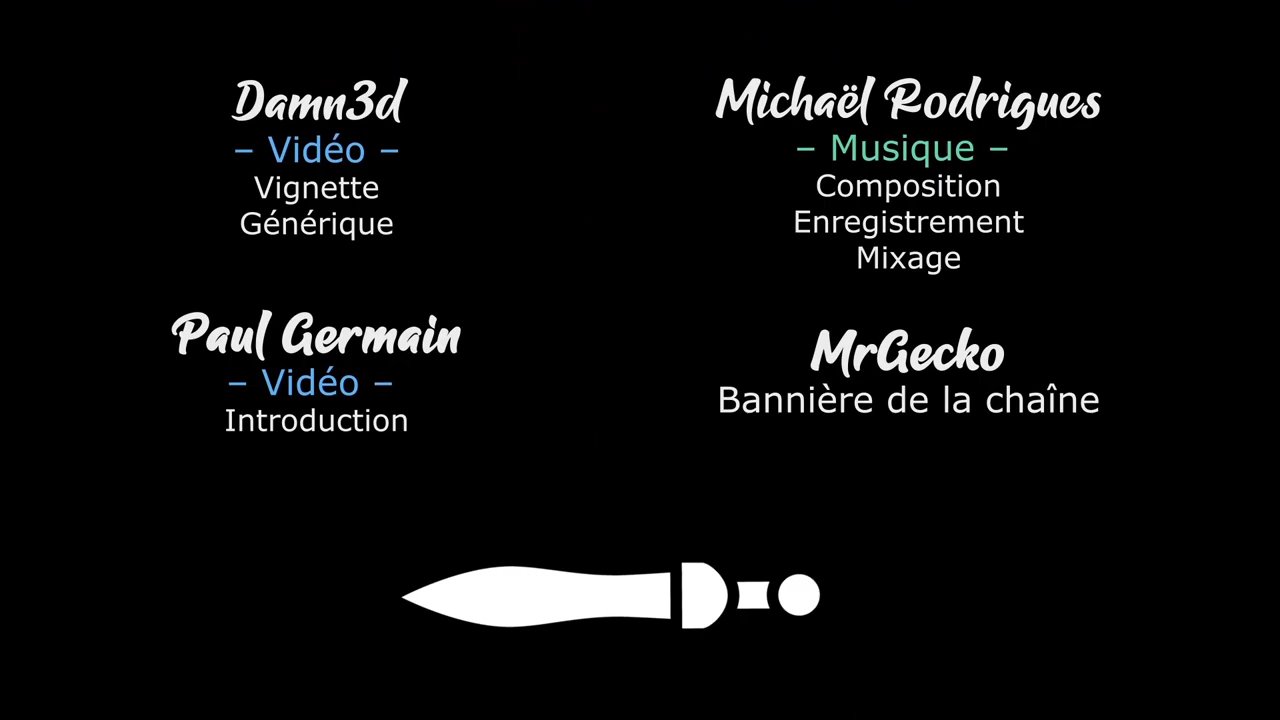 Damn3d
– Vidéo –
Vignette
Générique
Michaël Rodrigues
– Musique –
Composition
Enregistrement
Mixage
Paul Germain
– Vidéo –
Introduction
MrGecko
Bannière de la chaîne